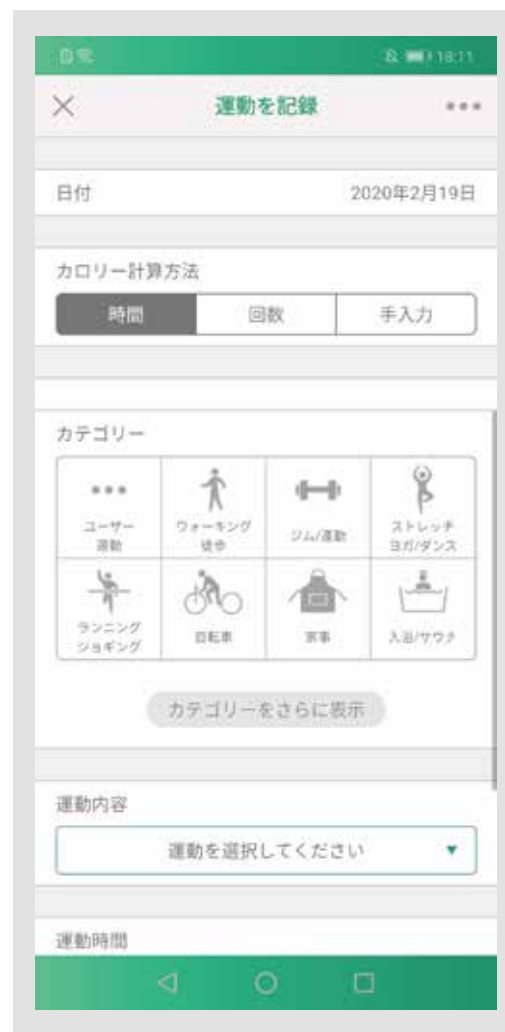 18:11
運動を記録
日付
2020年2月19日
カロリー計算方法
時間
回数
手入力
カテゴリー
ユーザー
運動
ウォーキング
徒歩
ジム/運動
ストレッチ
ヨガ/ダンス
ランニング
ジョギング
自転車
家事
入浴/サウナ
カテゴリーをさらに表示
運動内容
運動を選択してください
運動時間